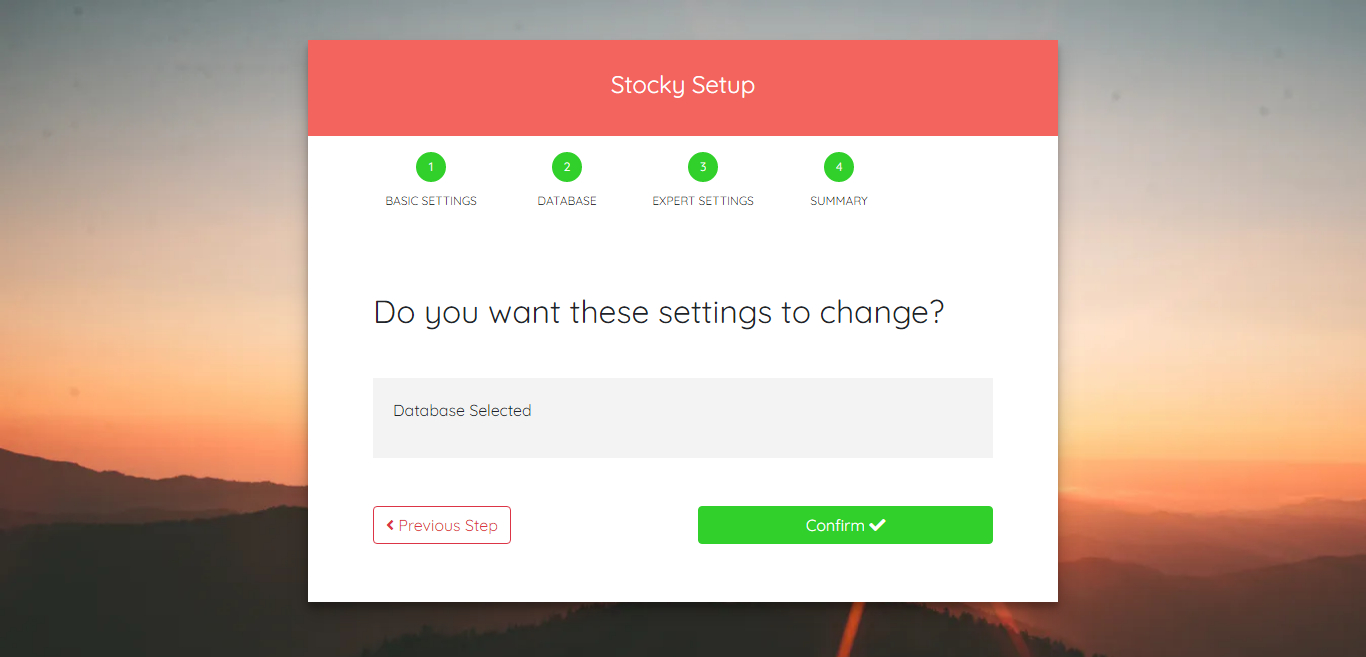 Stocky Setup
1
2
3
4
BASIC SETTINGS
DATABASE
EXPERT SETTINGS
SUMMARY
Do you want these settings to change?
Database Selected
Previous Step
Confirm